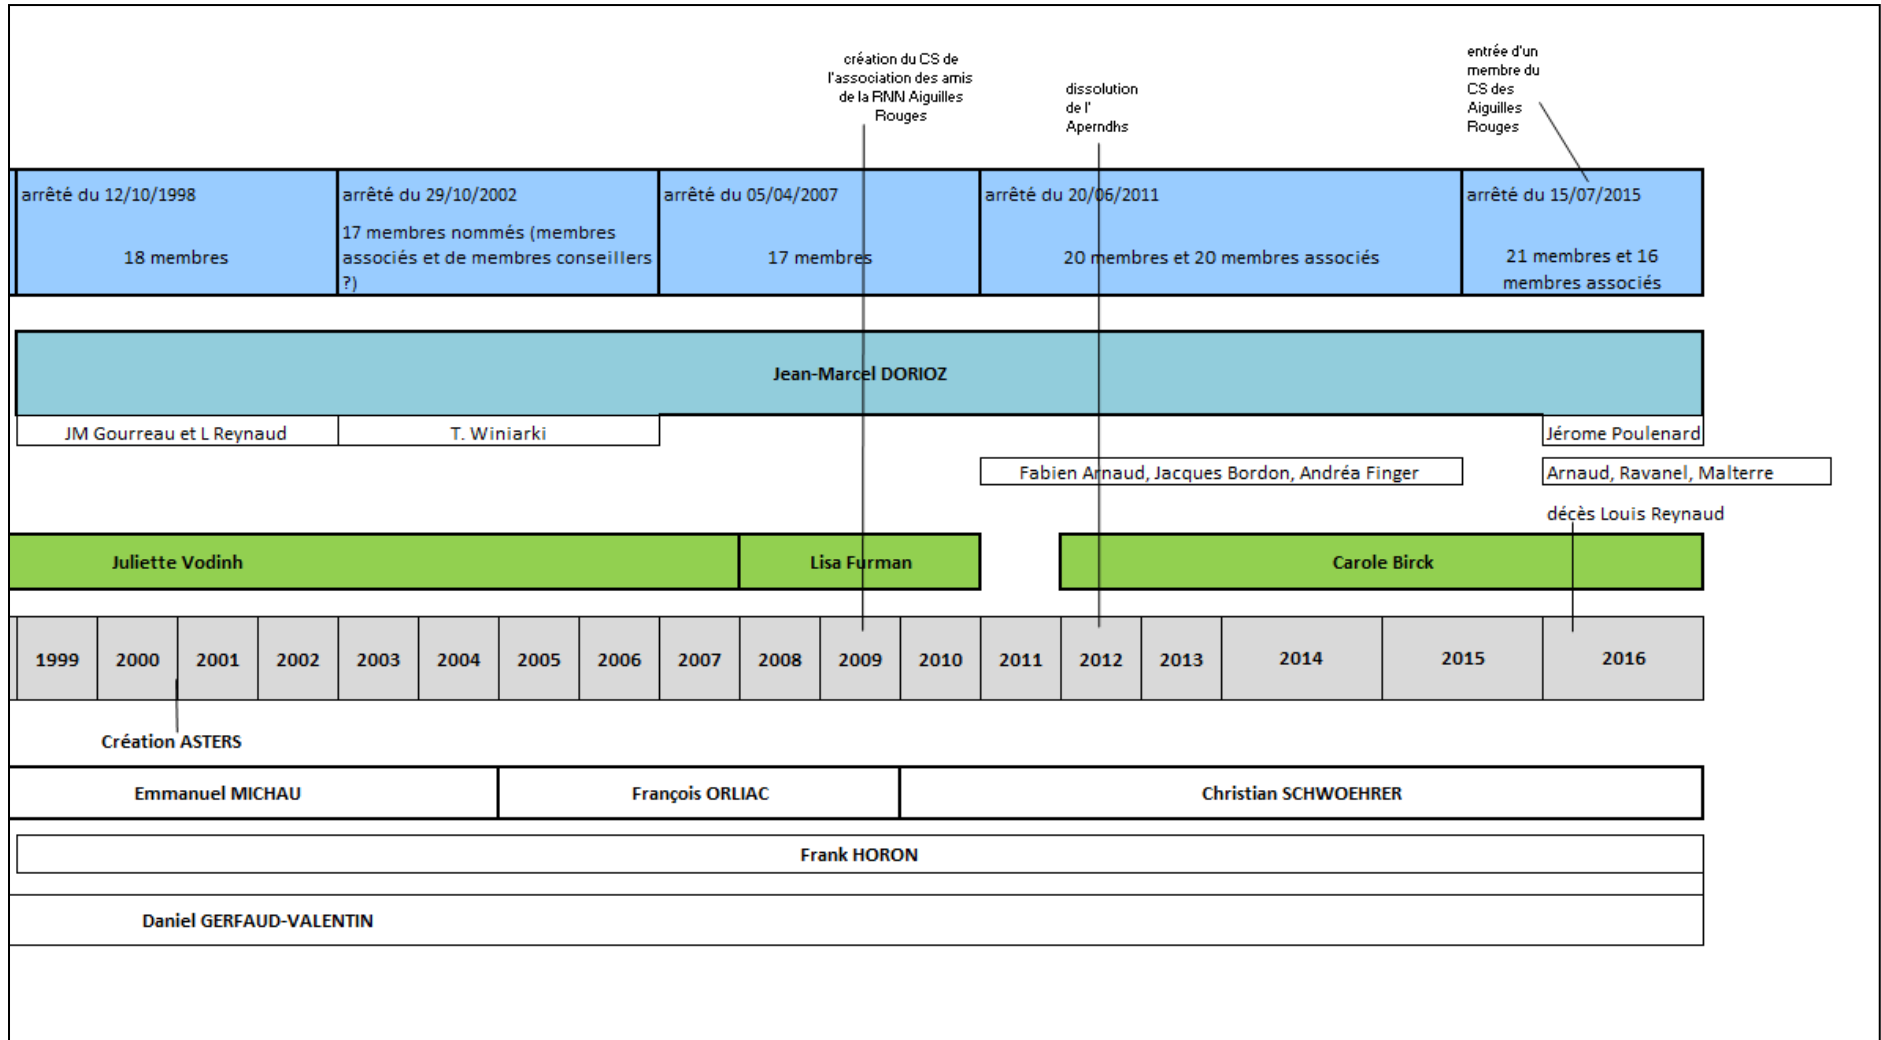 création du CS de
l'association des amis
de la RNN Aiguilles
Rouges
dissolution
de l'
Aperndhs
entrée d'un
membre du
CS des
Aiguilles
Rouges
arrêté du 12/10/1998
18 membres
arrêté du 29/10/2002
17 membres nommés (membres
associés et de membres conseillers
?)
arrêté du 05/04/2007
17 membres
arrêté du 20/06/2011
20 membres et 20 membres associés
arrêté du 15/07/2015
21 membres et 16
membres associés
Jean-Marcel DORIOZ
JM Gourreau et L Reynaud
T. Winiarki
Jérome Poulenard
Fabien Arnaud, Jacques Bordon, Andréa Finger
Arnaud, Ravanel, Malterre
décès Louis Reynaud
Juliette Vodinh
Lisa Furman
Carole Birck
1999 2000 2001 2002 2003 2004 2005 2006 2007 2008 2009 2010 2011 2012 2013 2014 2015 2016
Création ASTERS
Emmanuel MICHAU
François ORLIAC
Christian SCHWOEHRER
Frank HORON
Daniel GERFAUD-VALENTIN